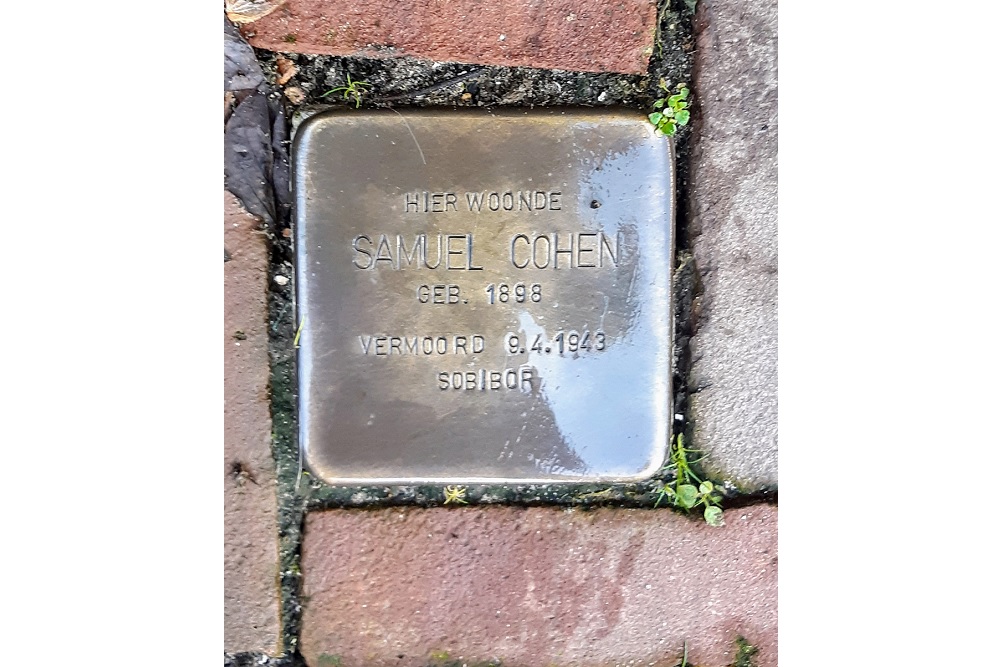 HIER WOONDE
SAMUEL COHEN
GEB. 1898
VERMOORD 9.4.1943
SOBIBOR